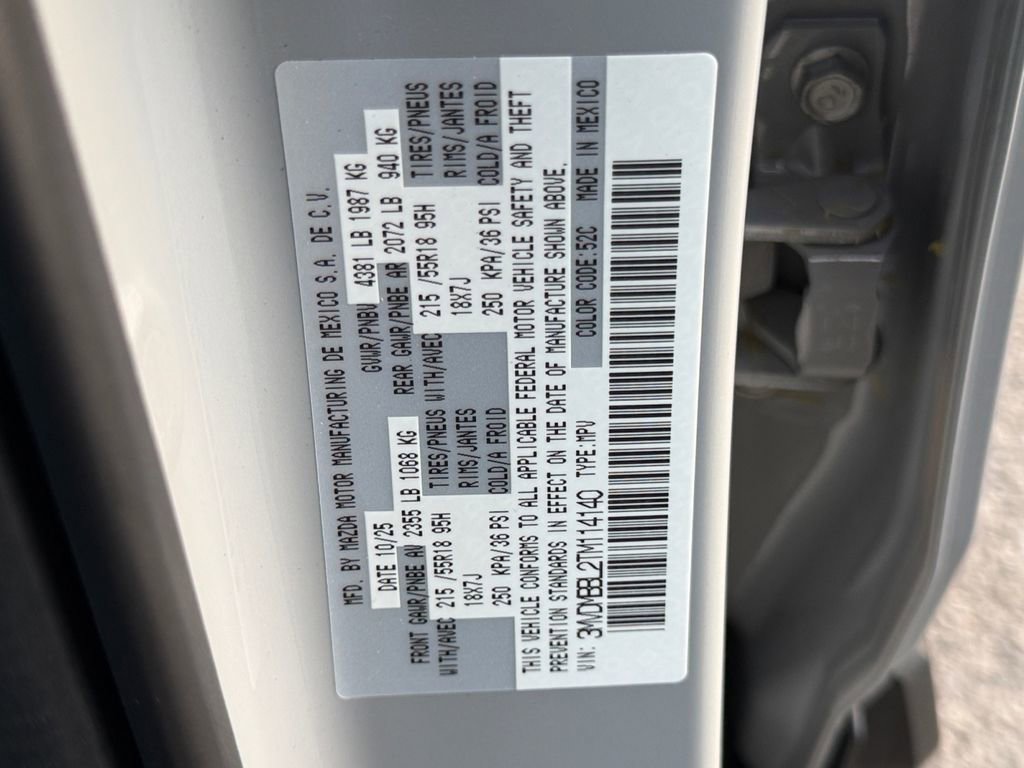 MFD. BY MAZDA MOTOR MANUFACTURING DE MEXICO S.A. DE C.V.
DATE 10/25 GVWR/PNBV 4381 LB 1987 KG
FRONT GAWR/PNBE AV 2355 LB 1068 KG REAR GAWR/PNBE AR 2072 LB 940 KG
WITH/AVEC 215 /55R18 95H TIRES/PNEUS WITH/AVEC 215 /55R18 95H TIRES/PNEUS
18X7J RIMS/JANTES 18X7J RIMS/JANTES
250 KPA/36PSI COLD/A FROID 250 KPA/36PSI COLD/A FROID
THIS VEHICLE CONFORMS TO ALL APPLICABLE FEDERAL MOTOR VEHICLE SAFETY AND THEFT
PREVENTION STANDARDS IN EFFECT ON THE DATE OF MANUFACTURE SHOWN ABOVE.
VIN: 3MVDMBBL2TM114140 TYPE:MPV COLOR CODE:52C MADE IN MEXICO